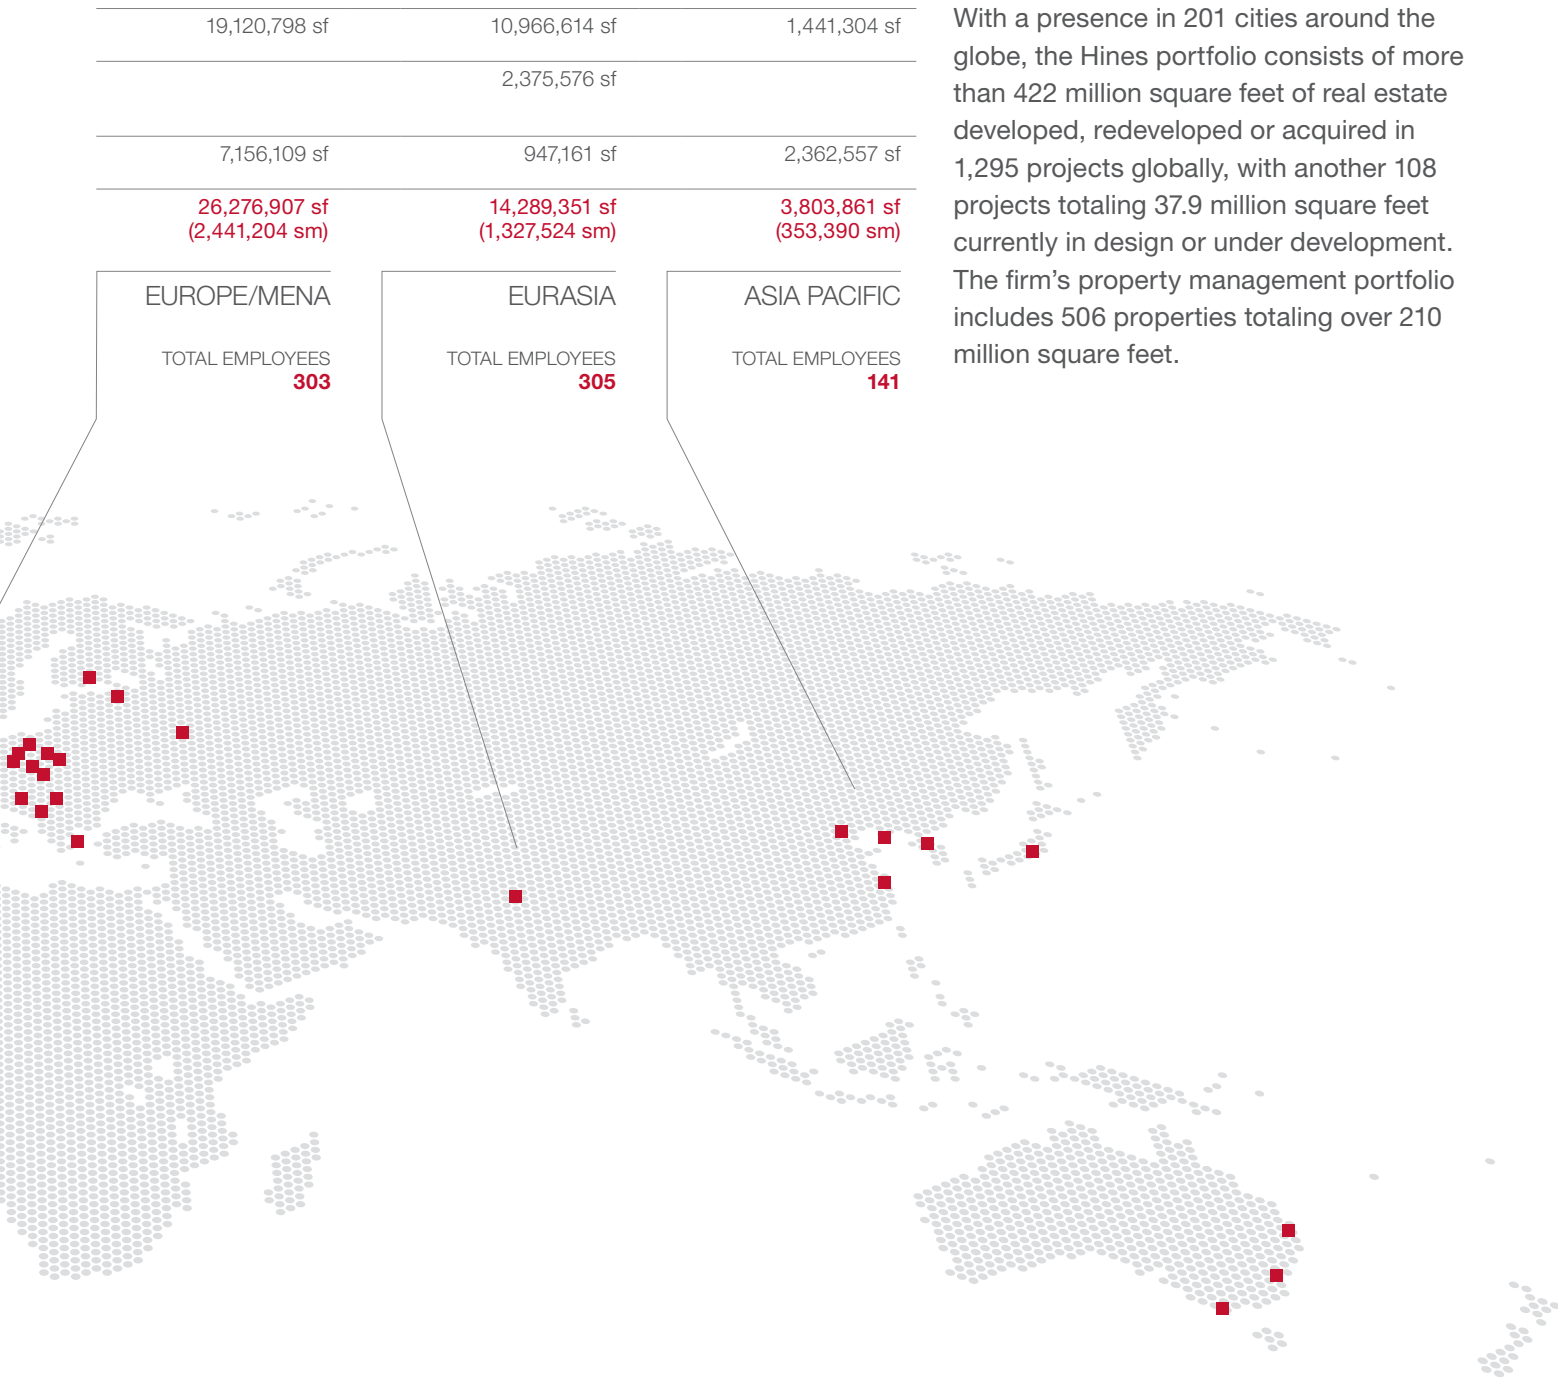 19,120,798 sf 10,966,614 sf 1,441,304 sf
2,375,576 sf
7,156,109 sf 947,161 sf 2,362,557 sf
26,276,907 sf 14,289,351 sf 3,803,861 sf
(2,441,204 sm) (1,327,524 sm) (353,390 sm)
EUROPE/MENA EURASIA ASIA PACIFIC
TOTAL EMPLOYEES TOTAL EMPLOYEES TOTAL EMPLOYEES
303 305 141
With a presence in 201 cities around the
globe, the Hines portfolio consists of more
than 422 million square feet of real estate
developed, redeveloped or acquired in
1,295 projects globally, with another 108
projects totaling 37.9 million square feet
currently in design or under development.
The firm’s property management portfolio
includes 506 properties totaling over 210
million square feet.